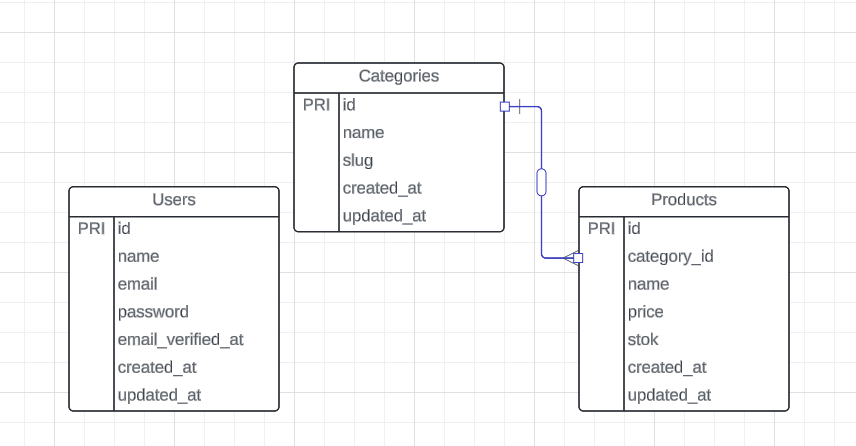 Categories
PRI id
name
slug
created_at
updated_at
Users
PRI id
name
email
password
email_verified_at
created_at
updated_at
Products
PRI id
category_id
name
price
stok
created_at
updated_at